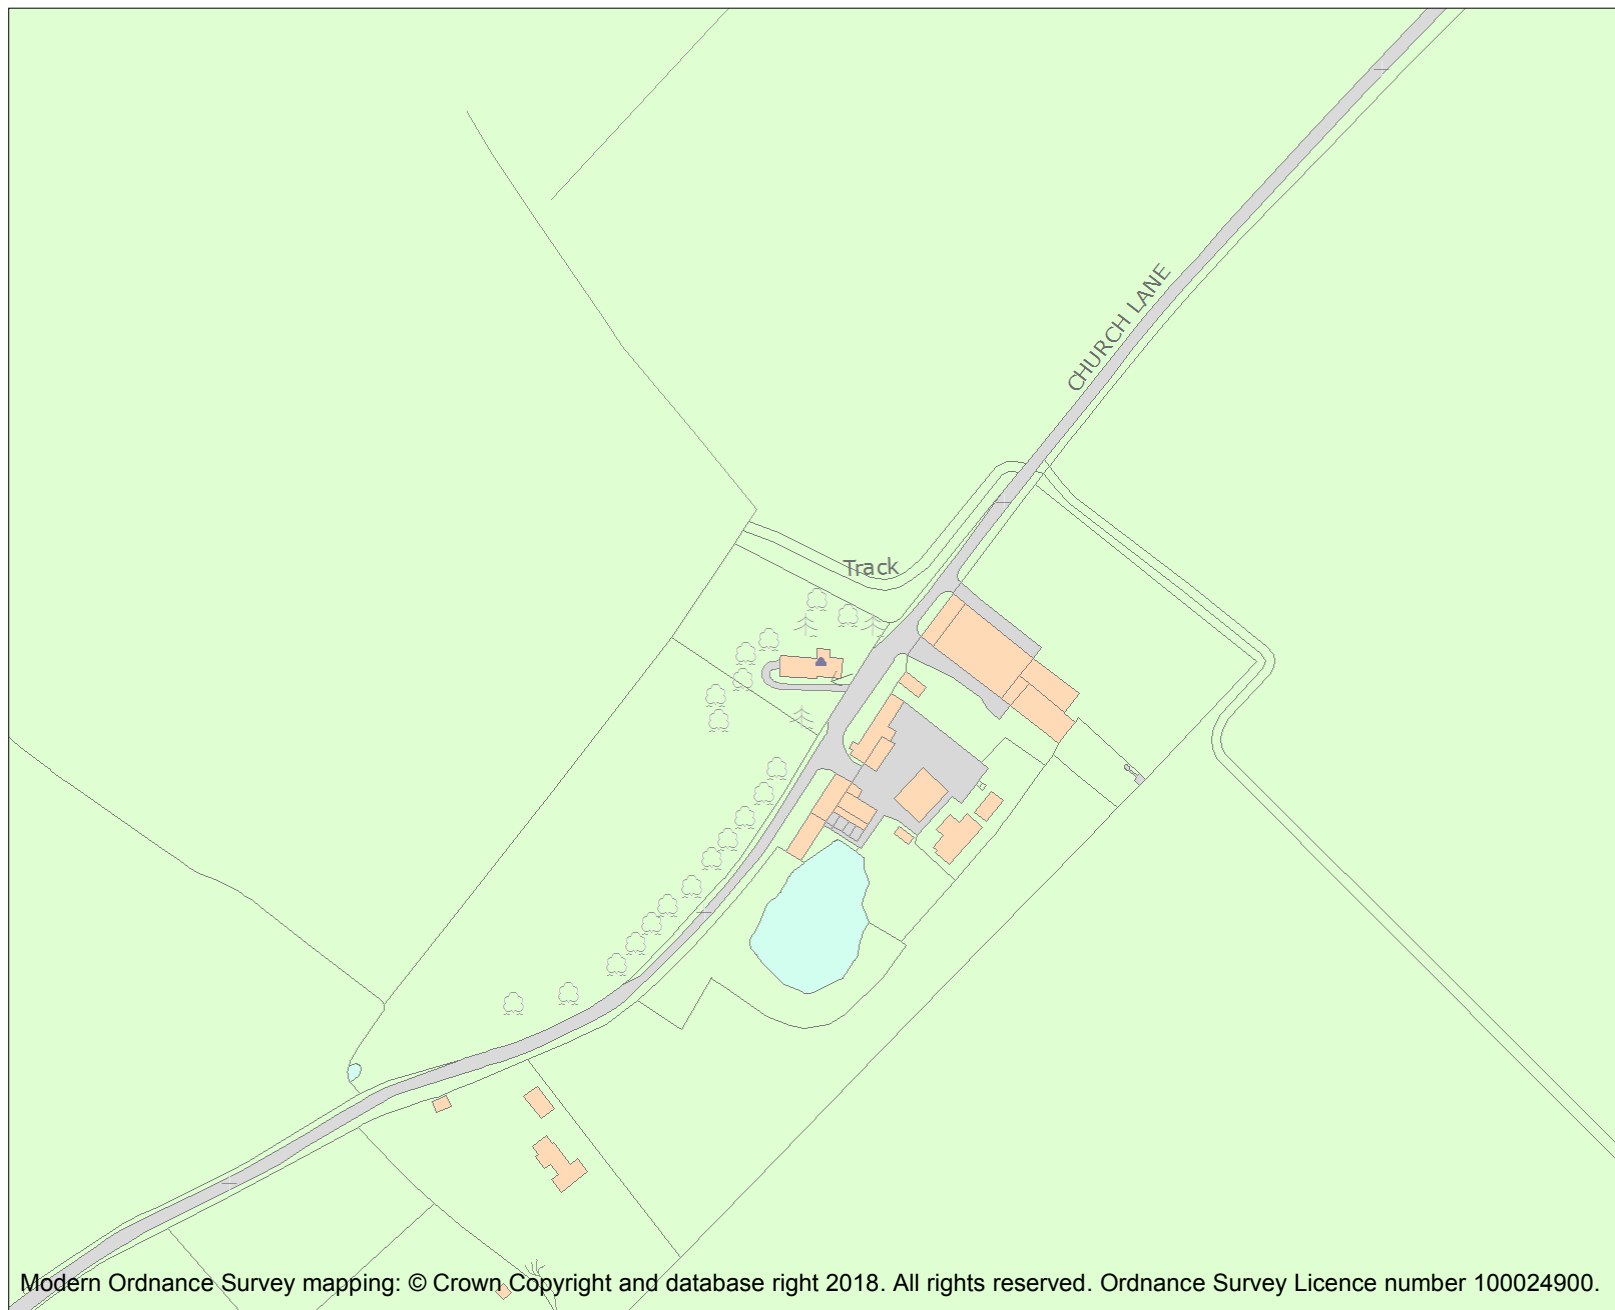 CHURCH LANE
Track
Modern Ordnance Survey mapping: © Crown Copyright and database right 2018. All rights reserved. Ordnance Survey Licence number 100024900.